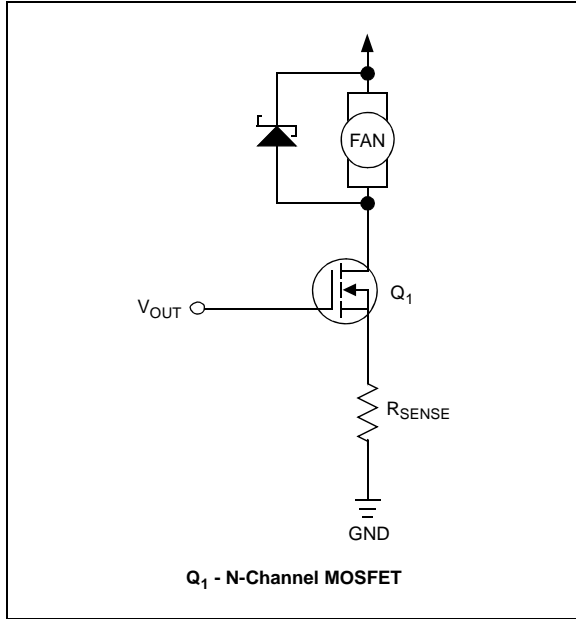 FAN
Q1
VOUT
RSENSE
GND
Q1 - N-Channel MOSFET